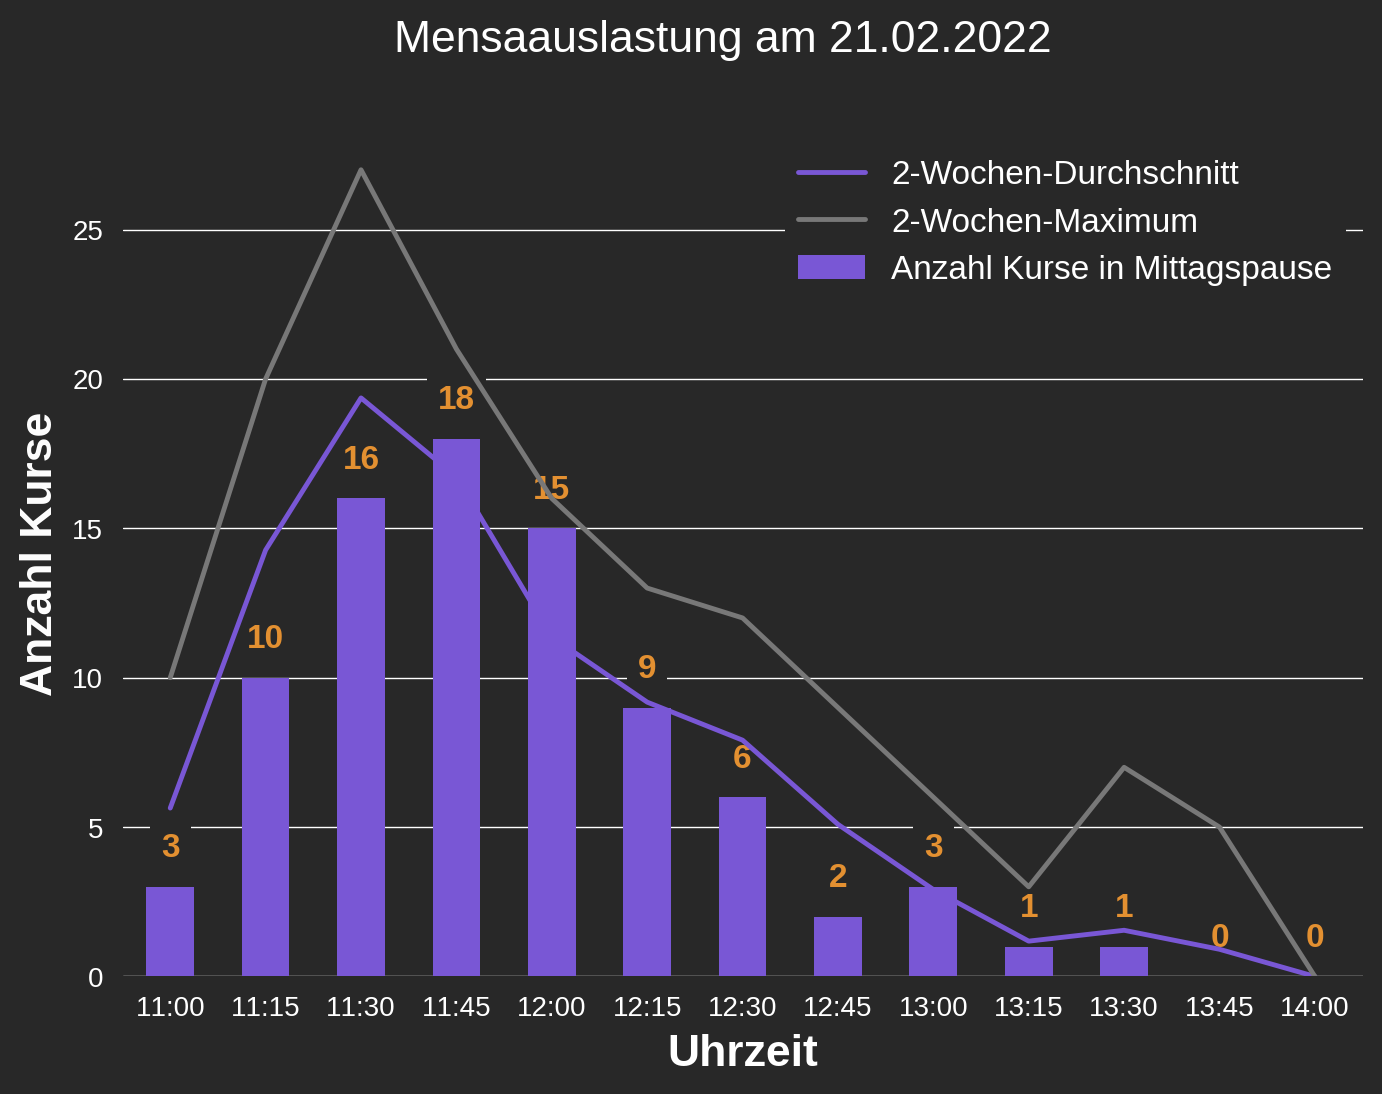 Mensaauslastung am 21.02.2022
2-Wochen-Durchschnitt
2-Wochen-Maximum
Anzahl Kurse in Mittagspause
Anzahl Kurse
25
20
15
10
5
0
3
10
16
18
15
9
6
2
3
1
1
0
0
11:00 11:15 11:30 11:45 12:00 12:15 12:30 12:45 13:00 13:15 13:30 13:45 14:00
Uhrzeit